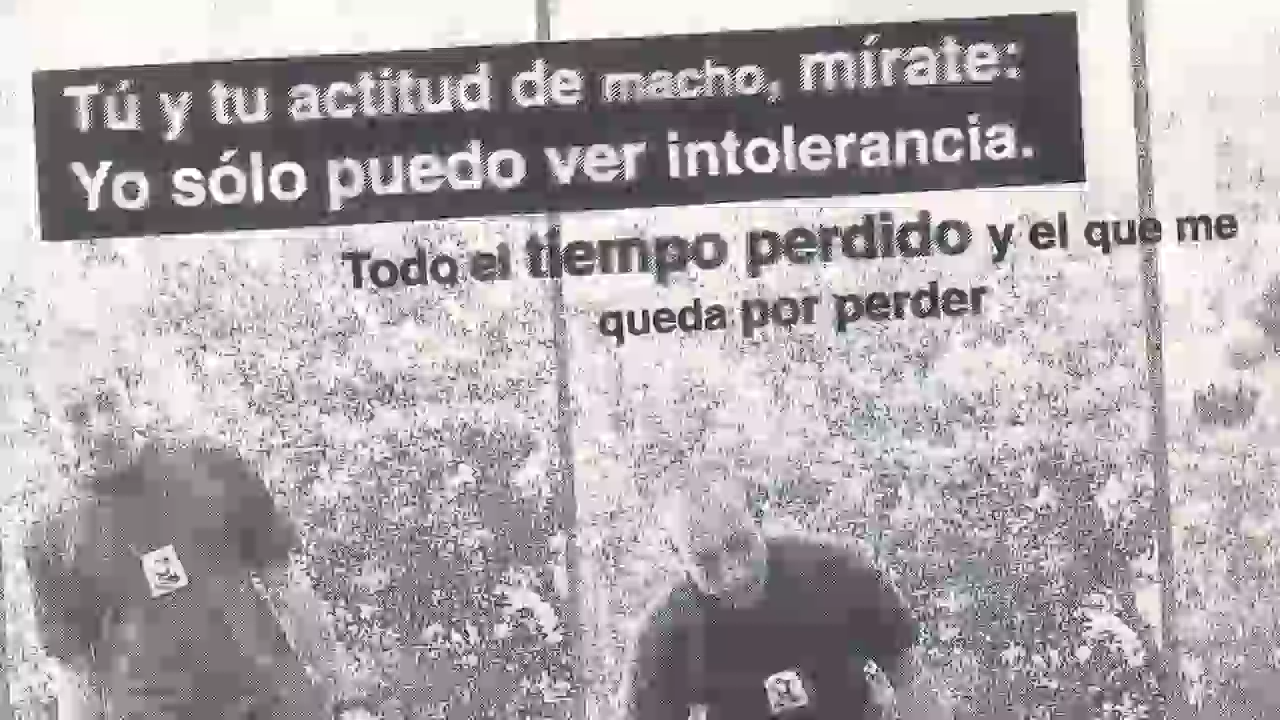 Tú y tu actitud de macho, mírate:
Yo sólo puedo ver intolerancia.
Todo el tiempo perdido y el que me
queda por perder